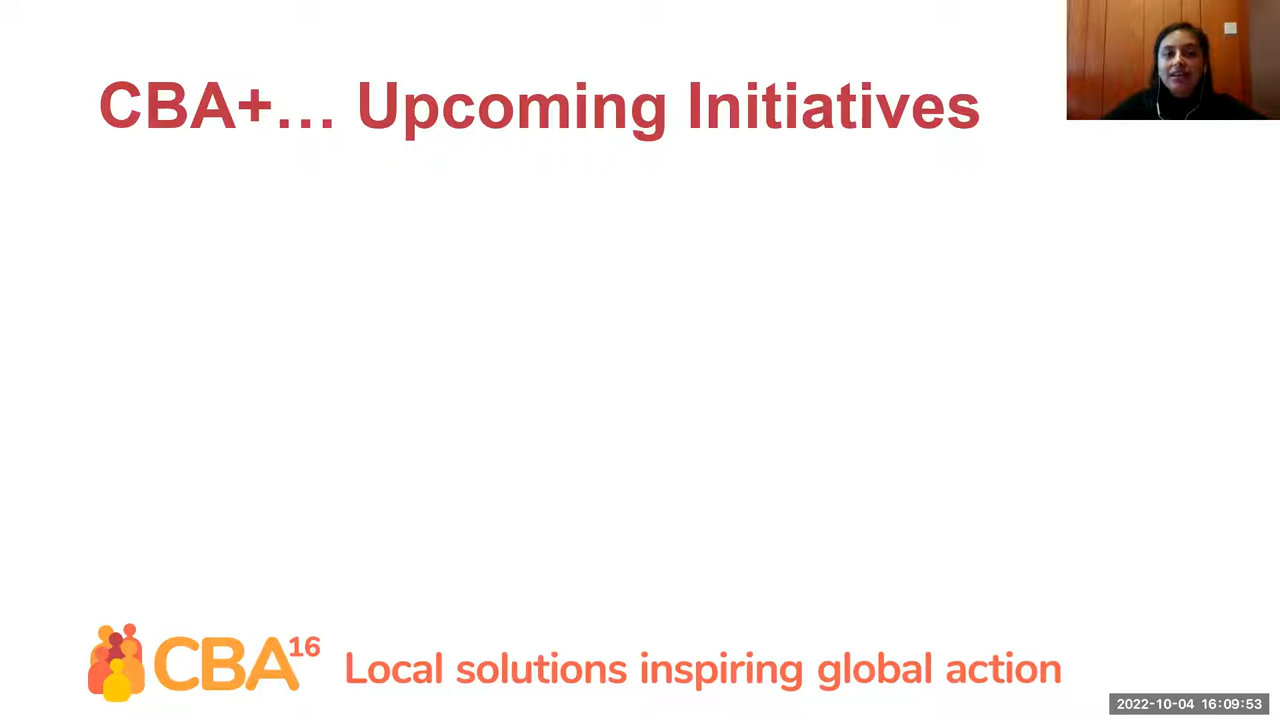 CBA+… Upcoming Initiatives
CBA16 Local solutions inspiring global action
2022-10-04 16:09:53